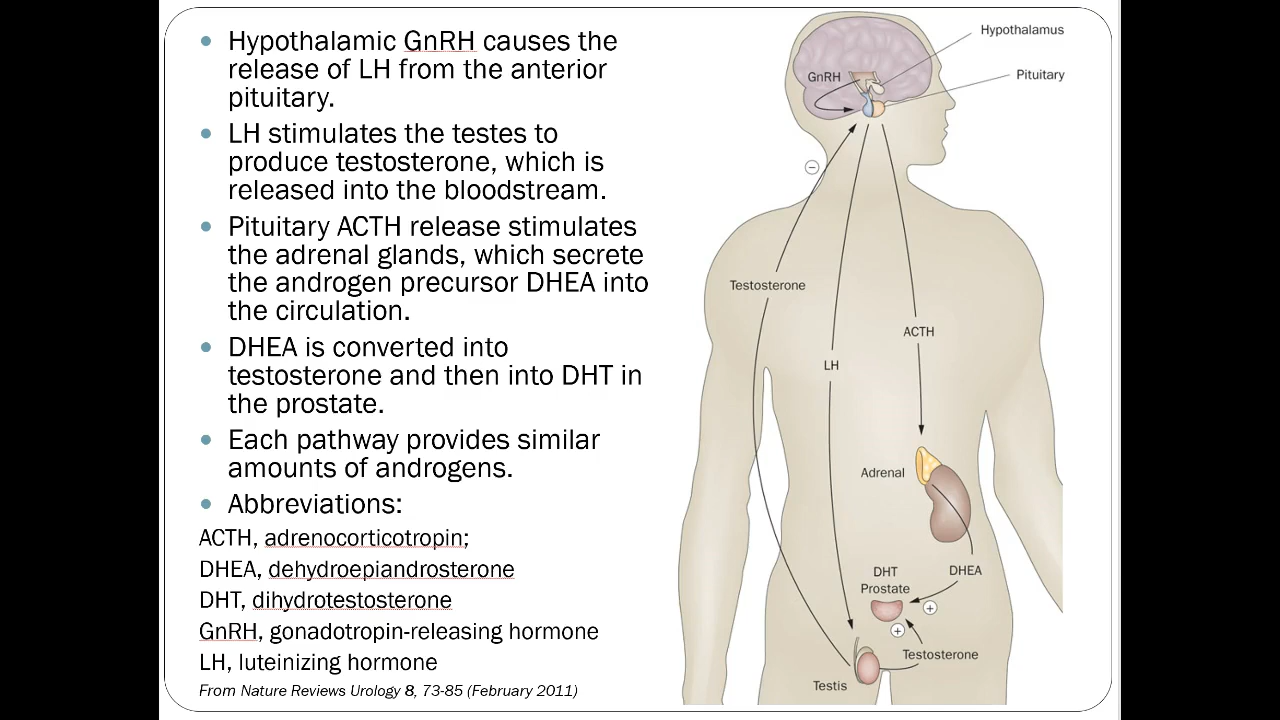 • Hypothalamic GnRH causes the
release of LH from the anterior
pituitary.
• LH stimulates the testes to
produce testosterone, which is
released into the bloodstream.
• Pituitary ACTH release stimulates
the adrenal glands, which secrete
the androgen precursor DHEA into
the circulation.
• DHEA is converted into
testosterone and then into DHT in
the prostate.
• Each pathway provides similar
amounts of androgens.
• Abbreviations:
ACTH, adrenocorticotropin;
DHEA, dehydroepiandrosterone
DHT, dihydrotestosterone
GnRH, gonadotropin-releasing hormone
LH, luteinizing hormone
From Nature Reviews Urology 8, 73-85 (February 2011)
Hypothalamus
GnRH
Pituitary
−
Testosterone
ACTH
LH
Adrenal
DHT
Prostate
DHEA
+
+
Testosterone
Testis